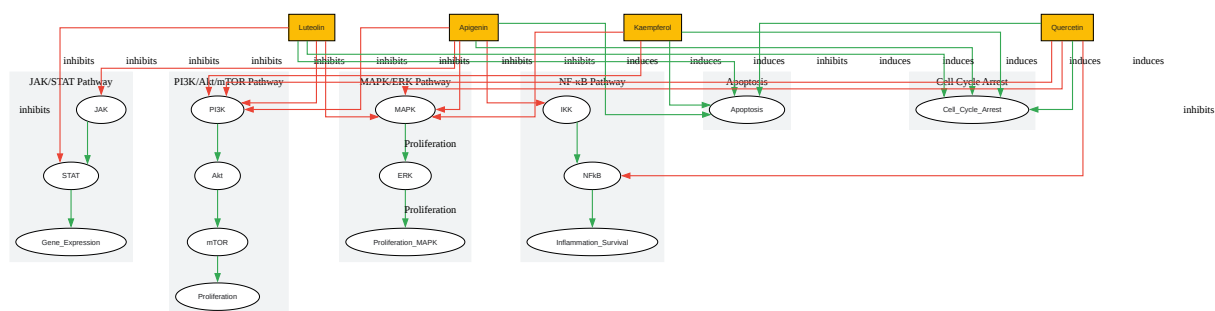 Luteolin Apigenin Kaempferol Quercetin
inhibits inhibits inhibits inhibits inhibits inhibits inhibits inhibits inhibits induces induces induces inhibits induces induces induces induces induces
JAK/STAT Pathway PI3K/Akt/mTOR Pathway MAPK/ERK Pathway NF-κB Pathway Apoptosis Cell Cycle Arrest
inhibits JAK PI3K MAPK IKK Apoptosis Cell_Cycle_Arrest inhibits
Proliferation
STAT Akt ERK NFkB
Proliferation
Gene_Expression mTOR Proliferation_MAPK Inflammation_Survival
Proliferation